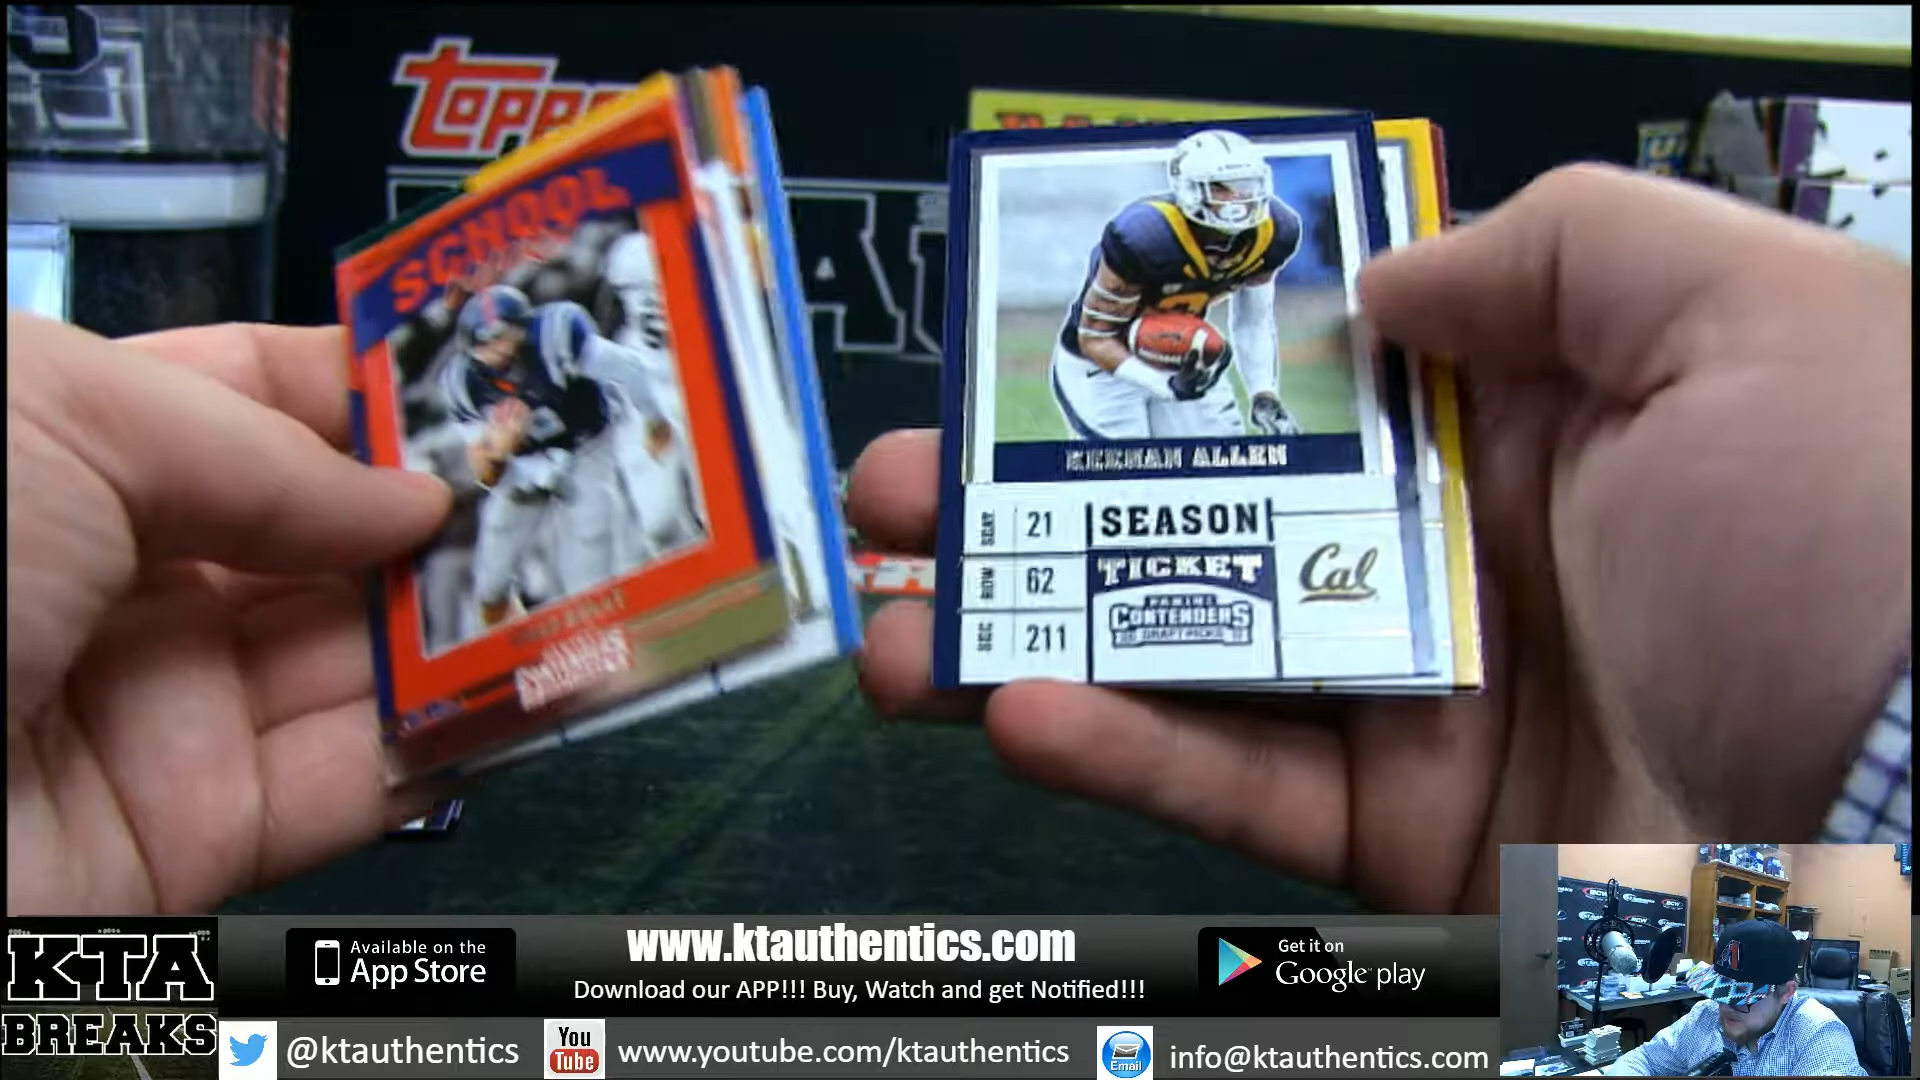 TOPPS
SCHOOL
KEENAN ALLEN
SEAT 21
ROW 62
SEC 211
SEASON
TICKET
PANINI
CONTENDERS
DRAFT PICKS
Cal
KTA
BREAKS
Available on the
App Store
www.ktauthentics.com
Download our APP!!! Buy, Watch and get Notified!!!
Get it on
Google play
@ktauthentics
You
Tube
www.youtube.com/ktauthentics
Email
info@ktauthentics.com